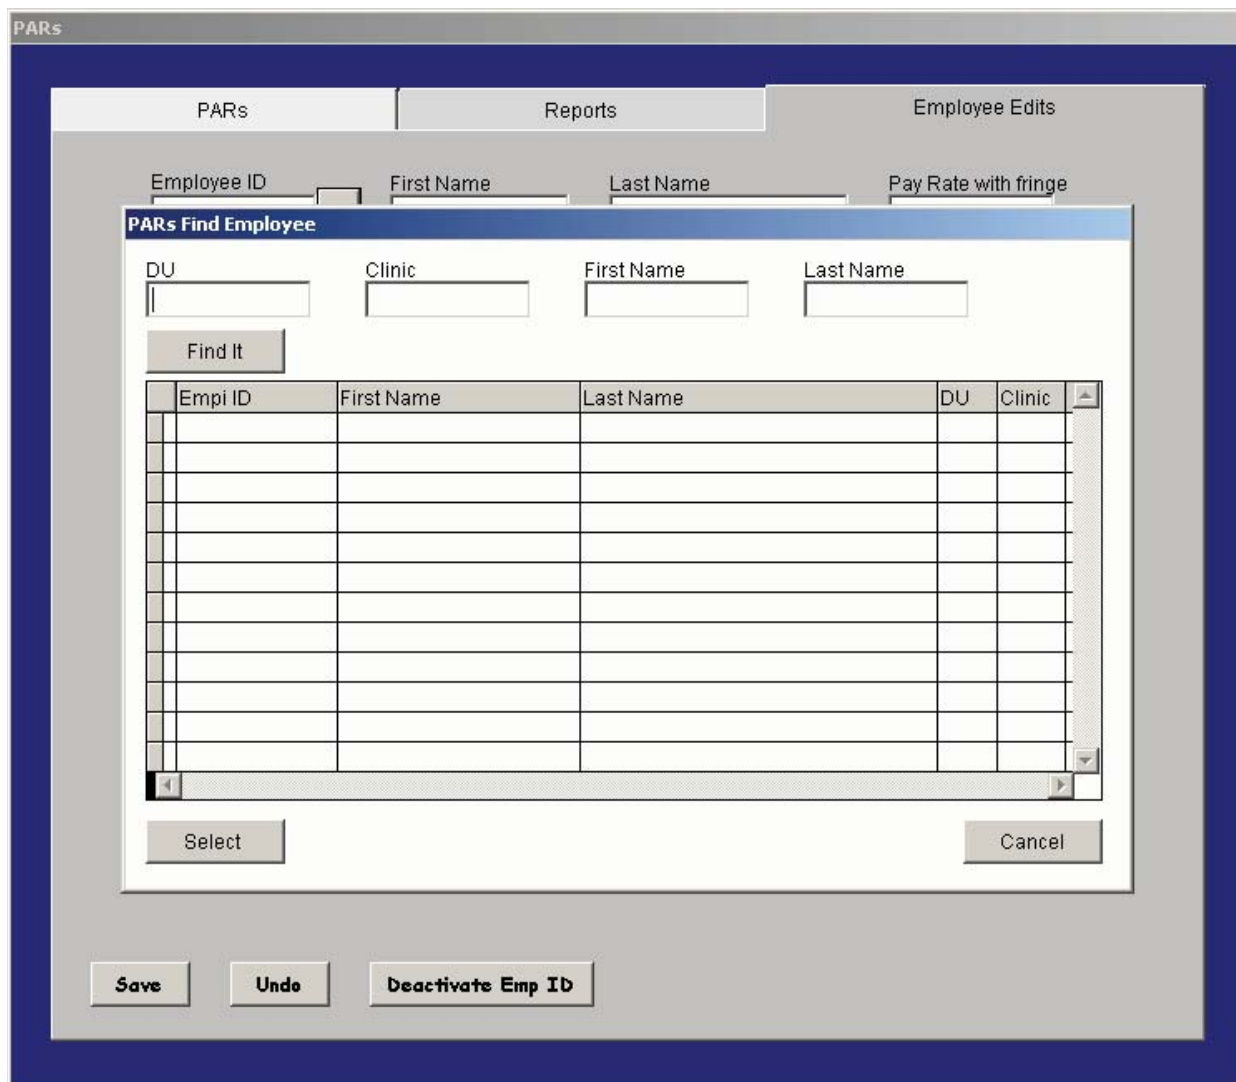 PARs
PARs Reports Employee Edits
Employee ID First Name Last Name Pay Rate with fringe
PARs Find Employee
DU Clinic First Name Last Name
Find It
Empi ID First Name Last Name DU Clinic
Select Cancel
Save Undo Deactivate Emp ID